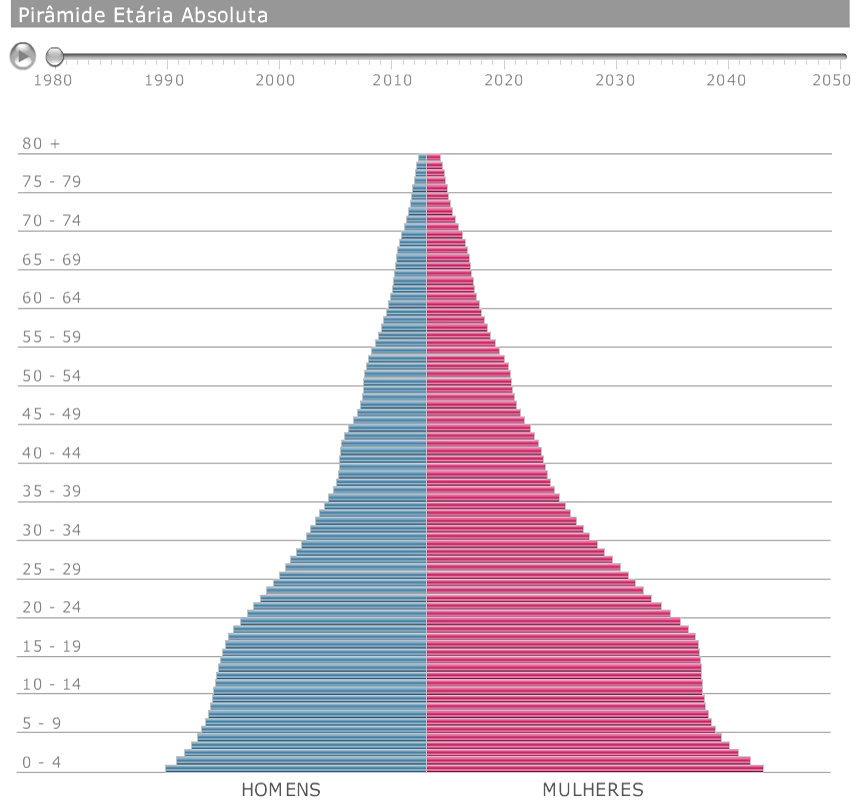 Pirâmide Etária Absoluta
1980 1990 2000 2010 2020 2030 2040 2050
80 +
75 - 79
70 - 74
65 - 69
60 - 64
55 - 59
50 - 54
45 - 49
40 - 44
35 - 39
30 - 34
25 - 29
20 - 24
15 - 19
10 - 14
5 - 9
0 - 4
HOMENS MULHERES